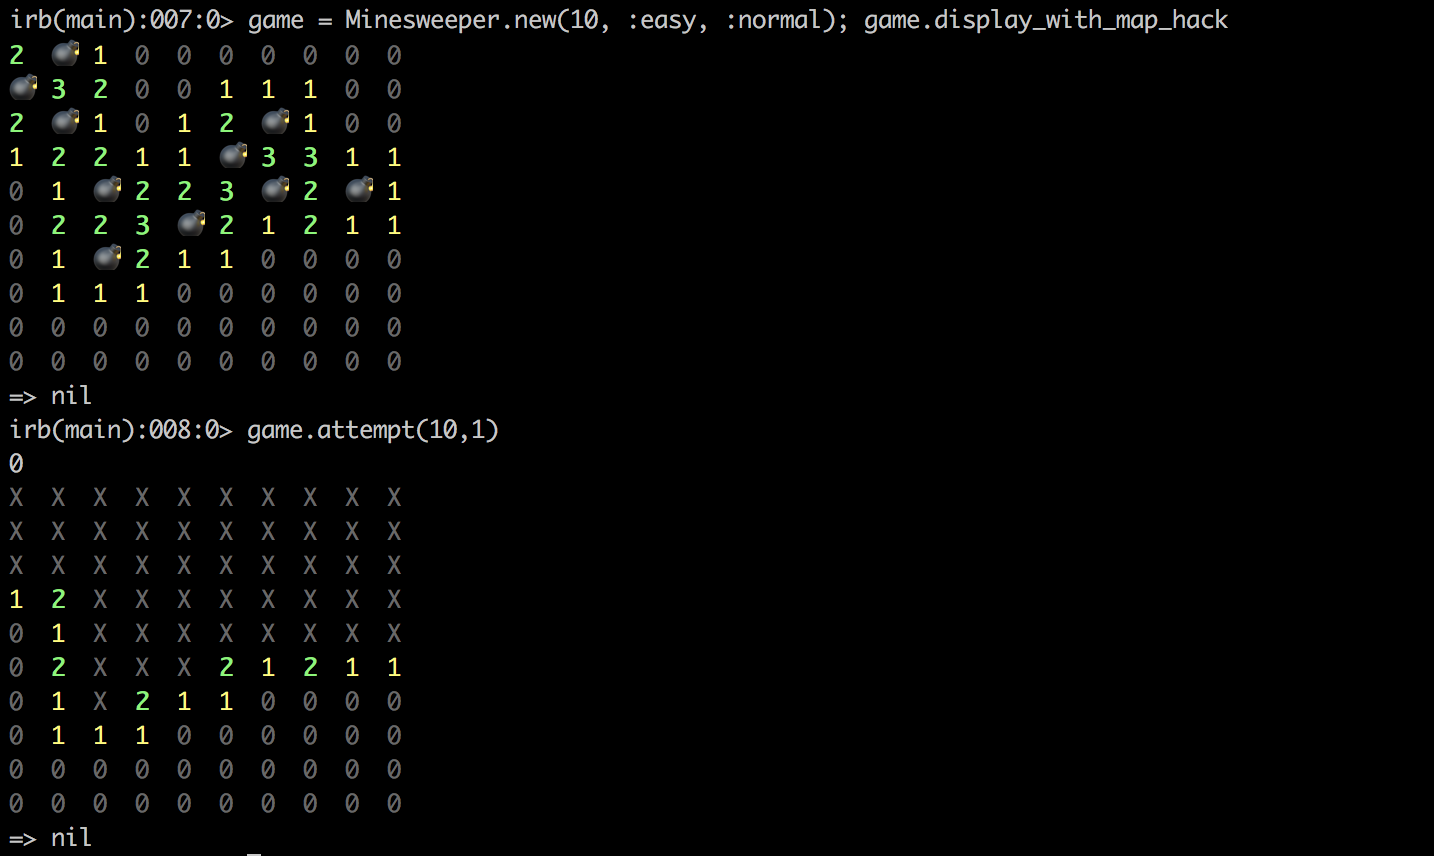 irb(main):007:0> game = Minesweeper.new(10, :easy, :normal); game.display_with_map_hack
2 💣 1 0 0 0 0 0 0 0
💣 3 2 0 0 1 1 1 0 0
2 💣 1 0 1 2 💣 1 0 0
1 2 2 1 1 💣 3 3 1 1
0 1 💣 2 2 3 💣 2 💣 1
0 2 2 3 💣 2 1 2 1 1
0 1 💣 2 1 1 0 0 0 0
0 1 1 1 0 0 0 0 0 0
0 0 0 0 0 0 0 0 0 0
0 0 0 0 0 0 0 0 0 0
=> nil
irb(main):008:0> game.attempt(10,1)
0
X X X X X X X X X X
X X X X X X X X X X
X X X X X X X X X X
1 2 X X X X X X X X
0 1 X X X X X X X X
0 2 X X X 2 1 2 1 1
0 1 X 2 1 1 0 0 0 0
0 1 1 1 0 0 0 0 0 0
0 0 0 0 0 0 0 0 0 0
0 0 0 0 0 0 0 0 0 0
=> nil